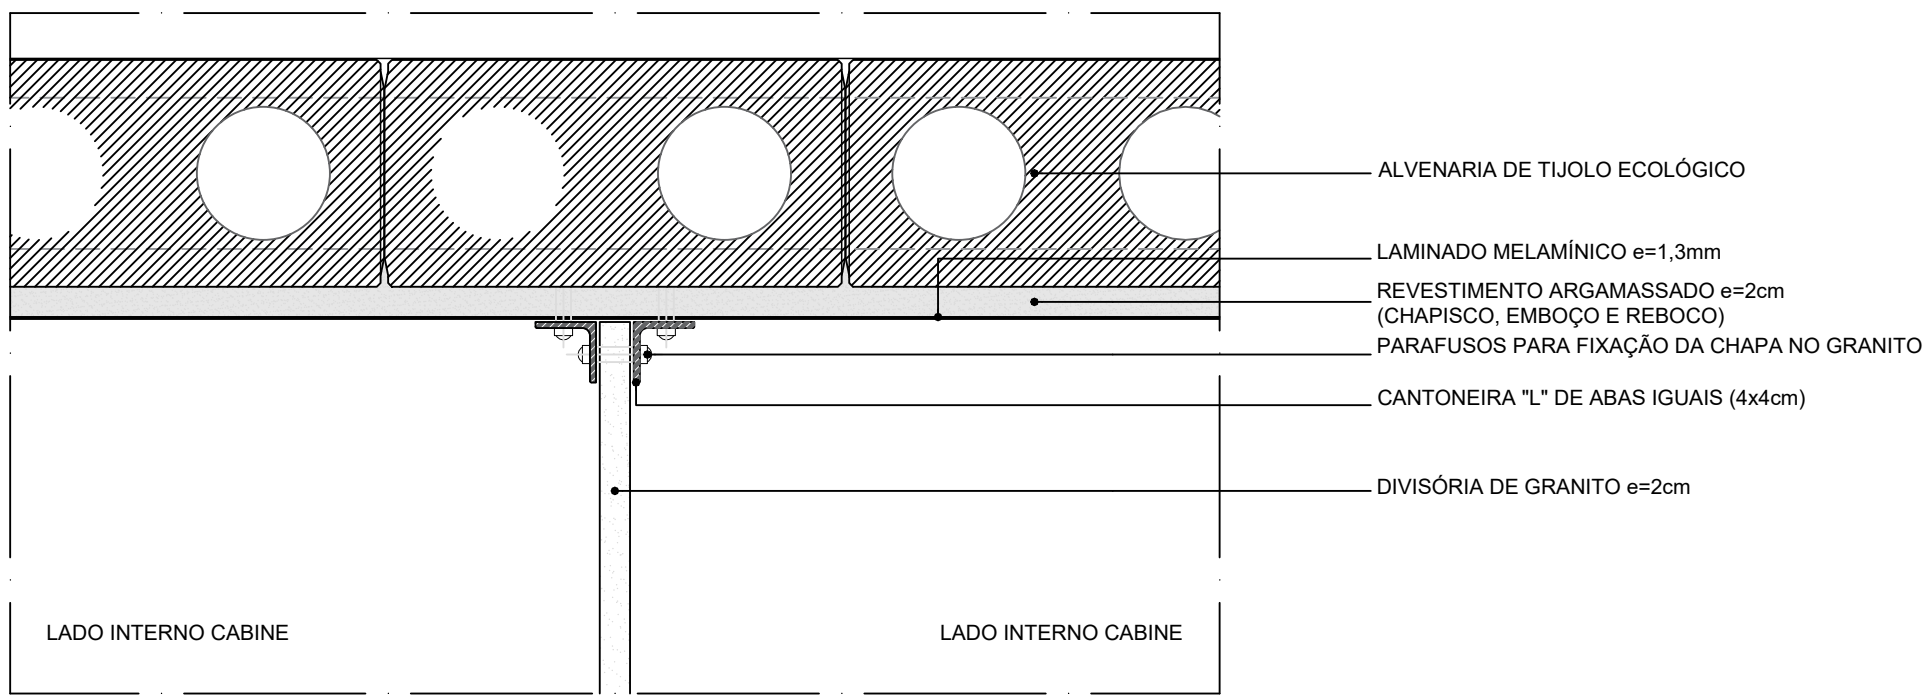 ALVENARIA DE TIJOLO ECOLÓGICO
LAMINADO MELAMÍNICO e=1,3mm
REVESTIMENTO ARGAMASSADO e=2cm
(CHAPISCO, EMBOÇO E REBOCO)
PARAFUSOS PARA FIXAÇÃO DA CHAPA NO GRANITO
CANTONEIRA "L" DE ABAS IGUAIS (4x4cm)
DIVISÓRIA DE GRANITO e=2cm
LADO INTERNO CABINE
LADO INTERNO CABINE